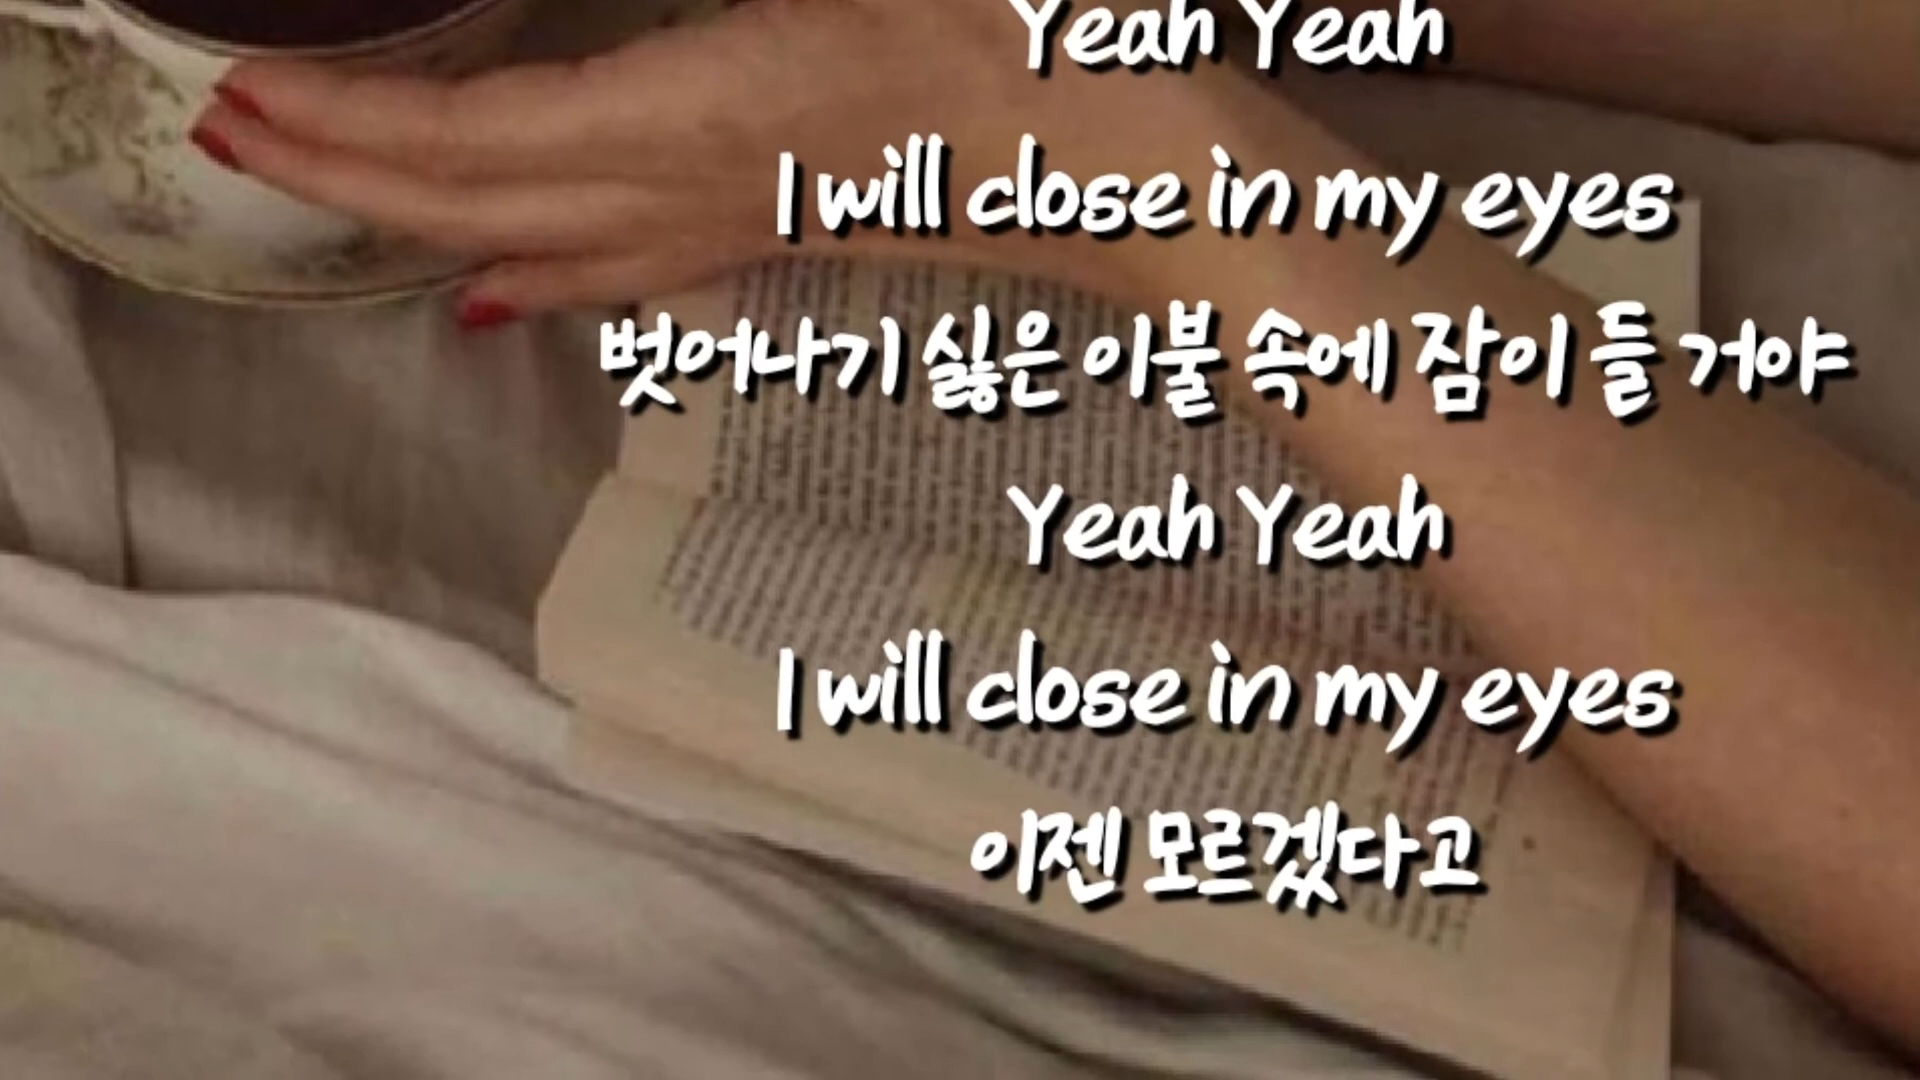 Yeah Yeah
I will close in my eyes
벗어나기 싫은 이불 속에 잠이 들 거야
Yeah Yeah
I will close in my eyes
이젠 모르겠다고